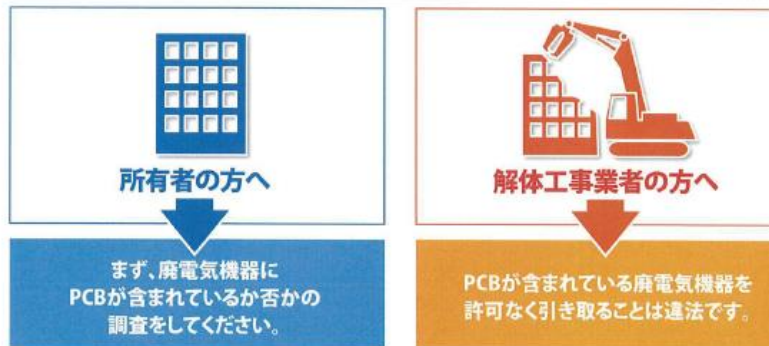 所有者の方へ
まず、廃電気機器に
PCBが含まれているか否かの
調査をしてください。
解体工事業者の方へ
PCBが含まれている廃電気機器を
許可なく引き取ることは違法です。